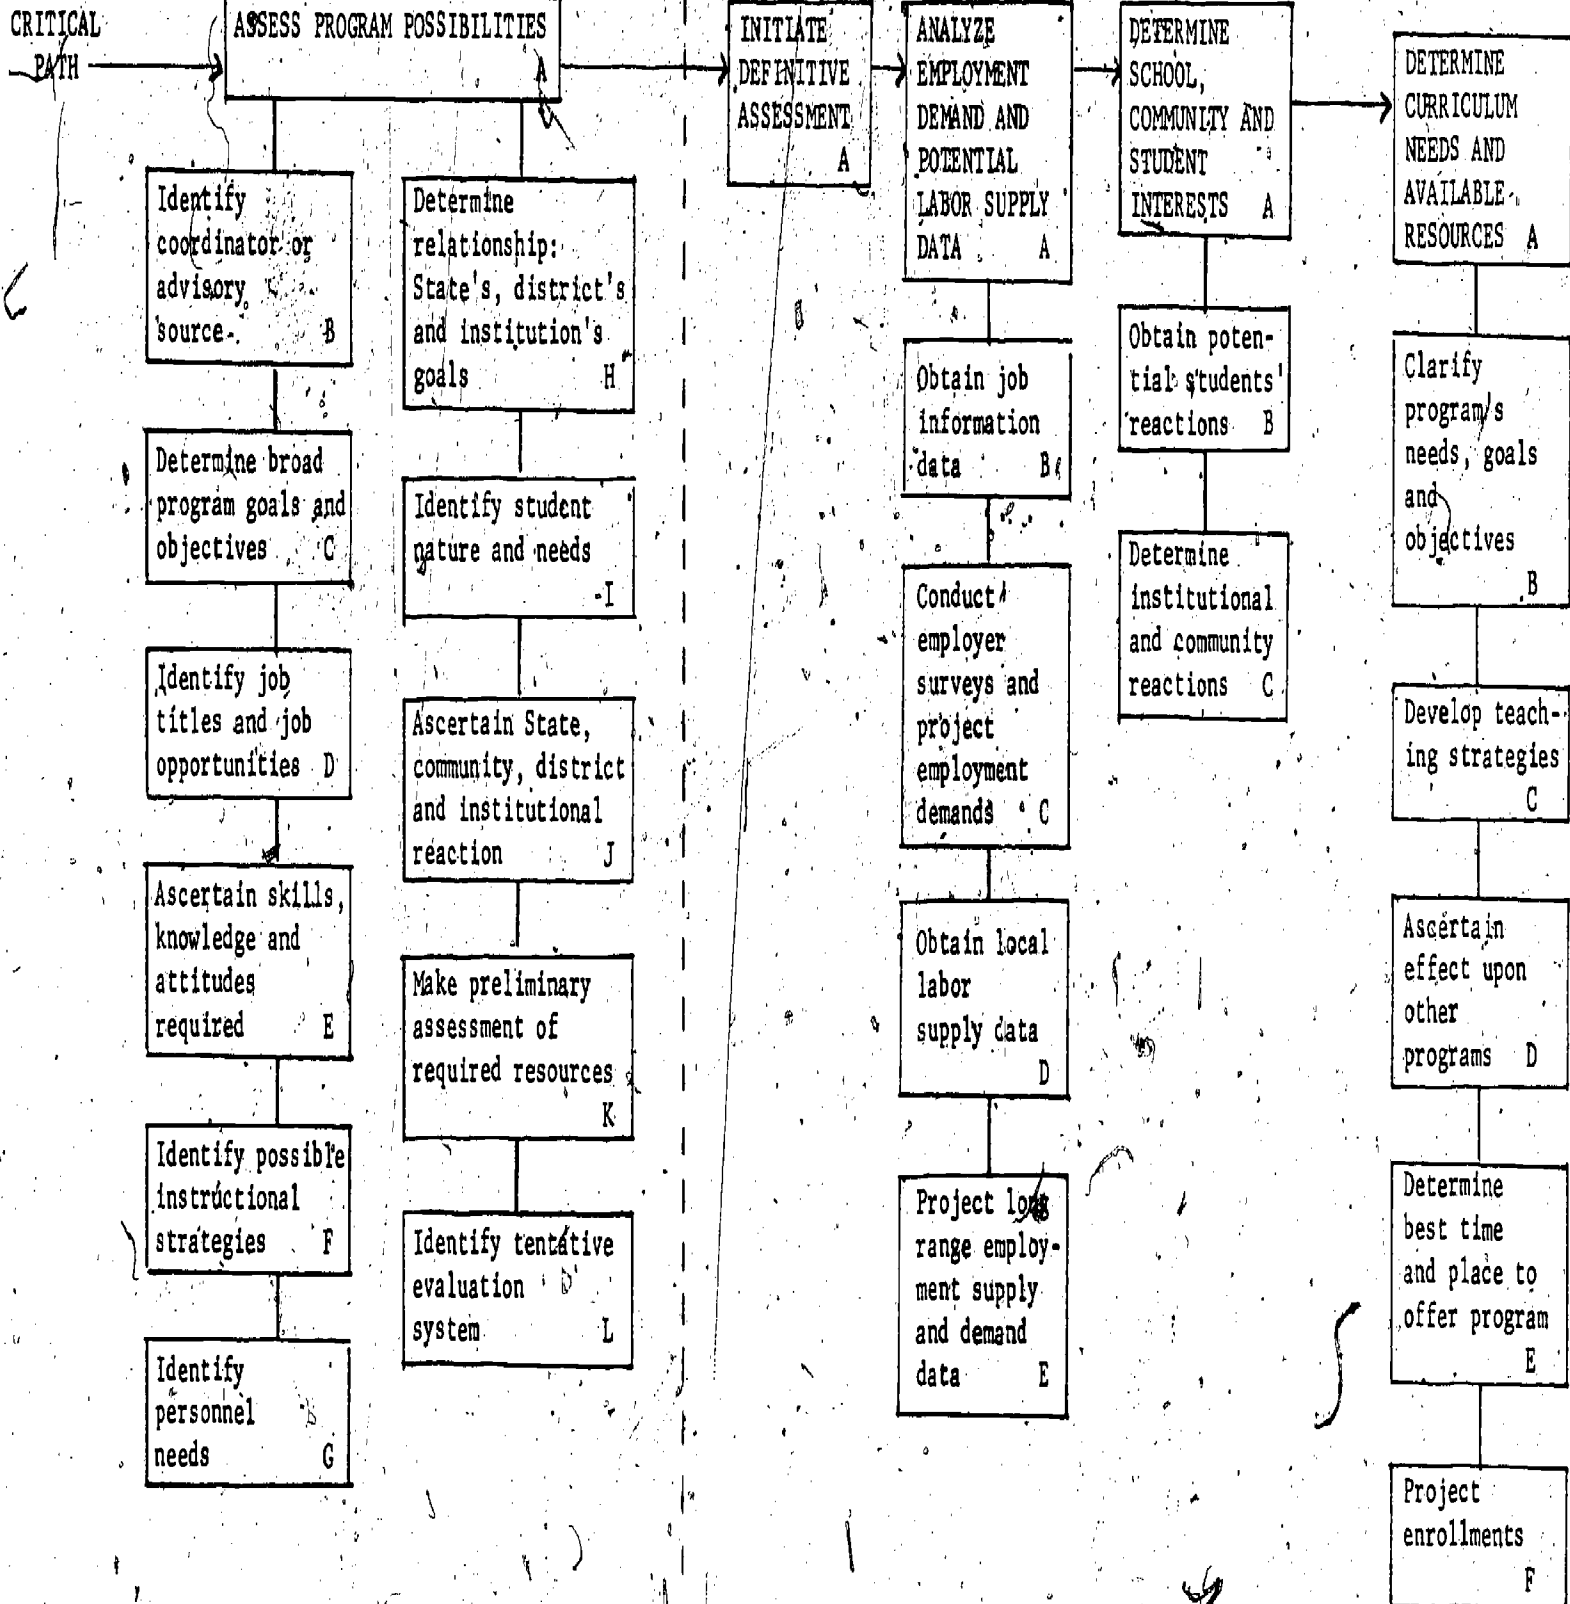 CRITICAL
PATH
ASSESS PROGRAM POSSIBILITIES
A
Identify
coordinator or
advisory
source. B
Determine broad
program goals and
objectives C
Identify job
titles and job
opportunities D
Ascertain skills,
knowledge and
attitudes
required E
Identify possible
instructional
strategies F
Identify
personnel
needs G
Determine
relationship:
State's, district's
and institution's
goals H
Identify student
nature and needs
I
Ascertain State,
community, district
and institutional
reaction J
Make preliminary
assessment of
required resources
K
Identify tentative
evaluation
system L
INITIATE
DEFINITIVE
ASSESSMENT
A
ANALYZE
EMPLOYMENT
DEMAND AND
POTENTIAL
LABOR SUPPLY
DATA A
Obtain job
information
data B
Conduct
employer
surveys and
project
employment
demands C
Obtain local
labor
supply data
D
Project long
range employ-
ment supply
and demand
data E
DETERMINE
SCHOOL,
COMMUNITY AND
STUDENT
INTERESTS A
Obtain poten-
tial students'
reactions B
Determine
institutional
and community
reactions C
DETERMINE
CURRICULUM
NEEDS AND
AVAILABLE
RESOURCES A
Clarify
program's
needs, goals
and
objectives
B
Develop teach-
ing strategies
C
Ascertain
effect upon
other
programs D
Determine
best time
and place to
offer program
E
Project
enrollments
F